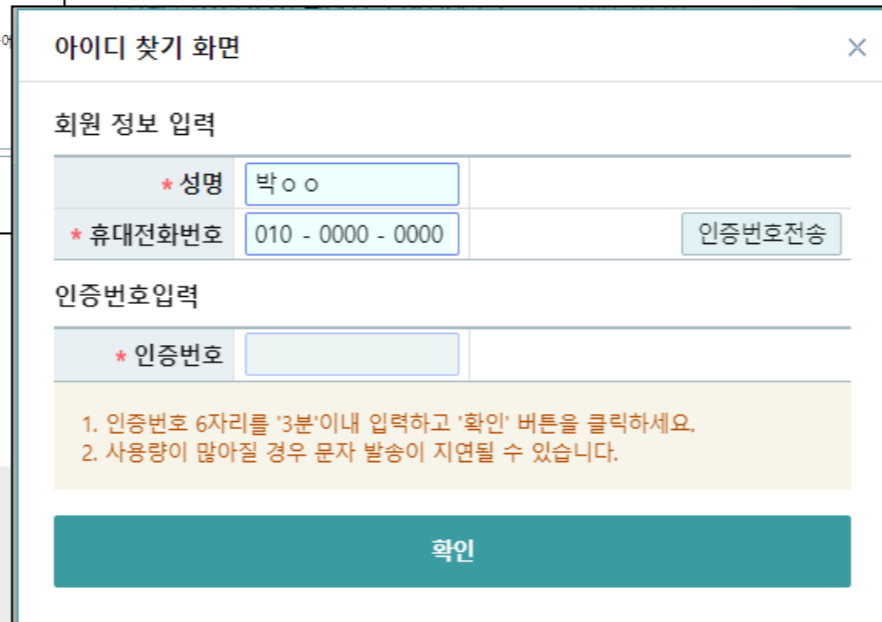 아이디 찾기 화면
회원 정보 입력
* 성명 박ㅇㅇ
* 휴대전화번호 010 - 0000 - 0000 인증번호전송
인증번호입력
* 인증번호
1. 인증번호 6자리를 '3분'이내 입력하고 '확인' 버튼을 클릭하세요.
2. 사용량이 많아질 경우 문자 발송이 지연될 수 있습니다.
확인